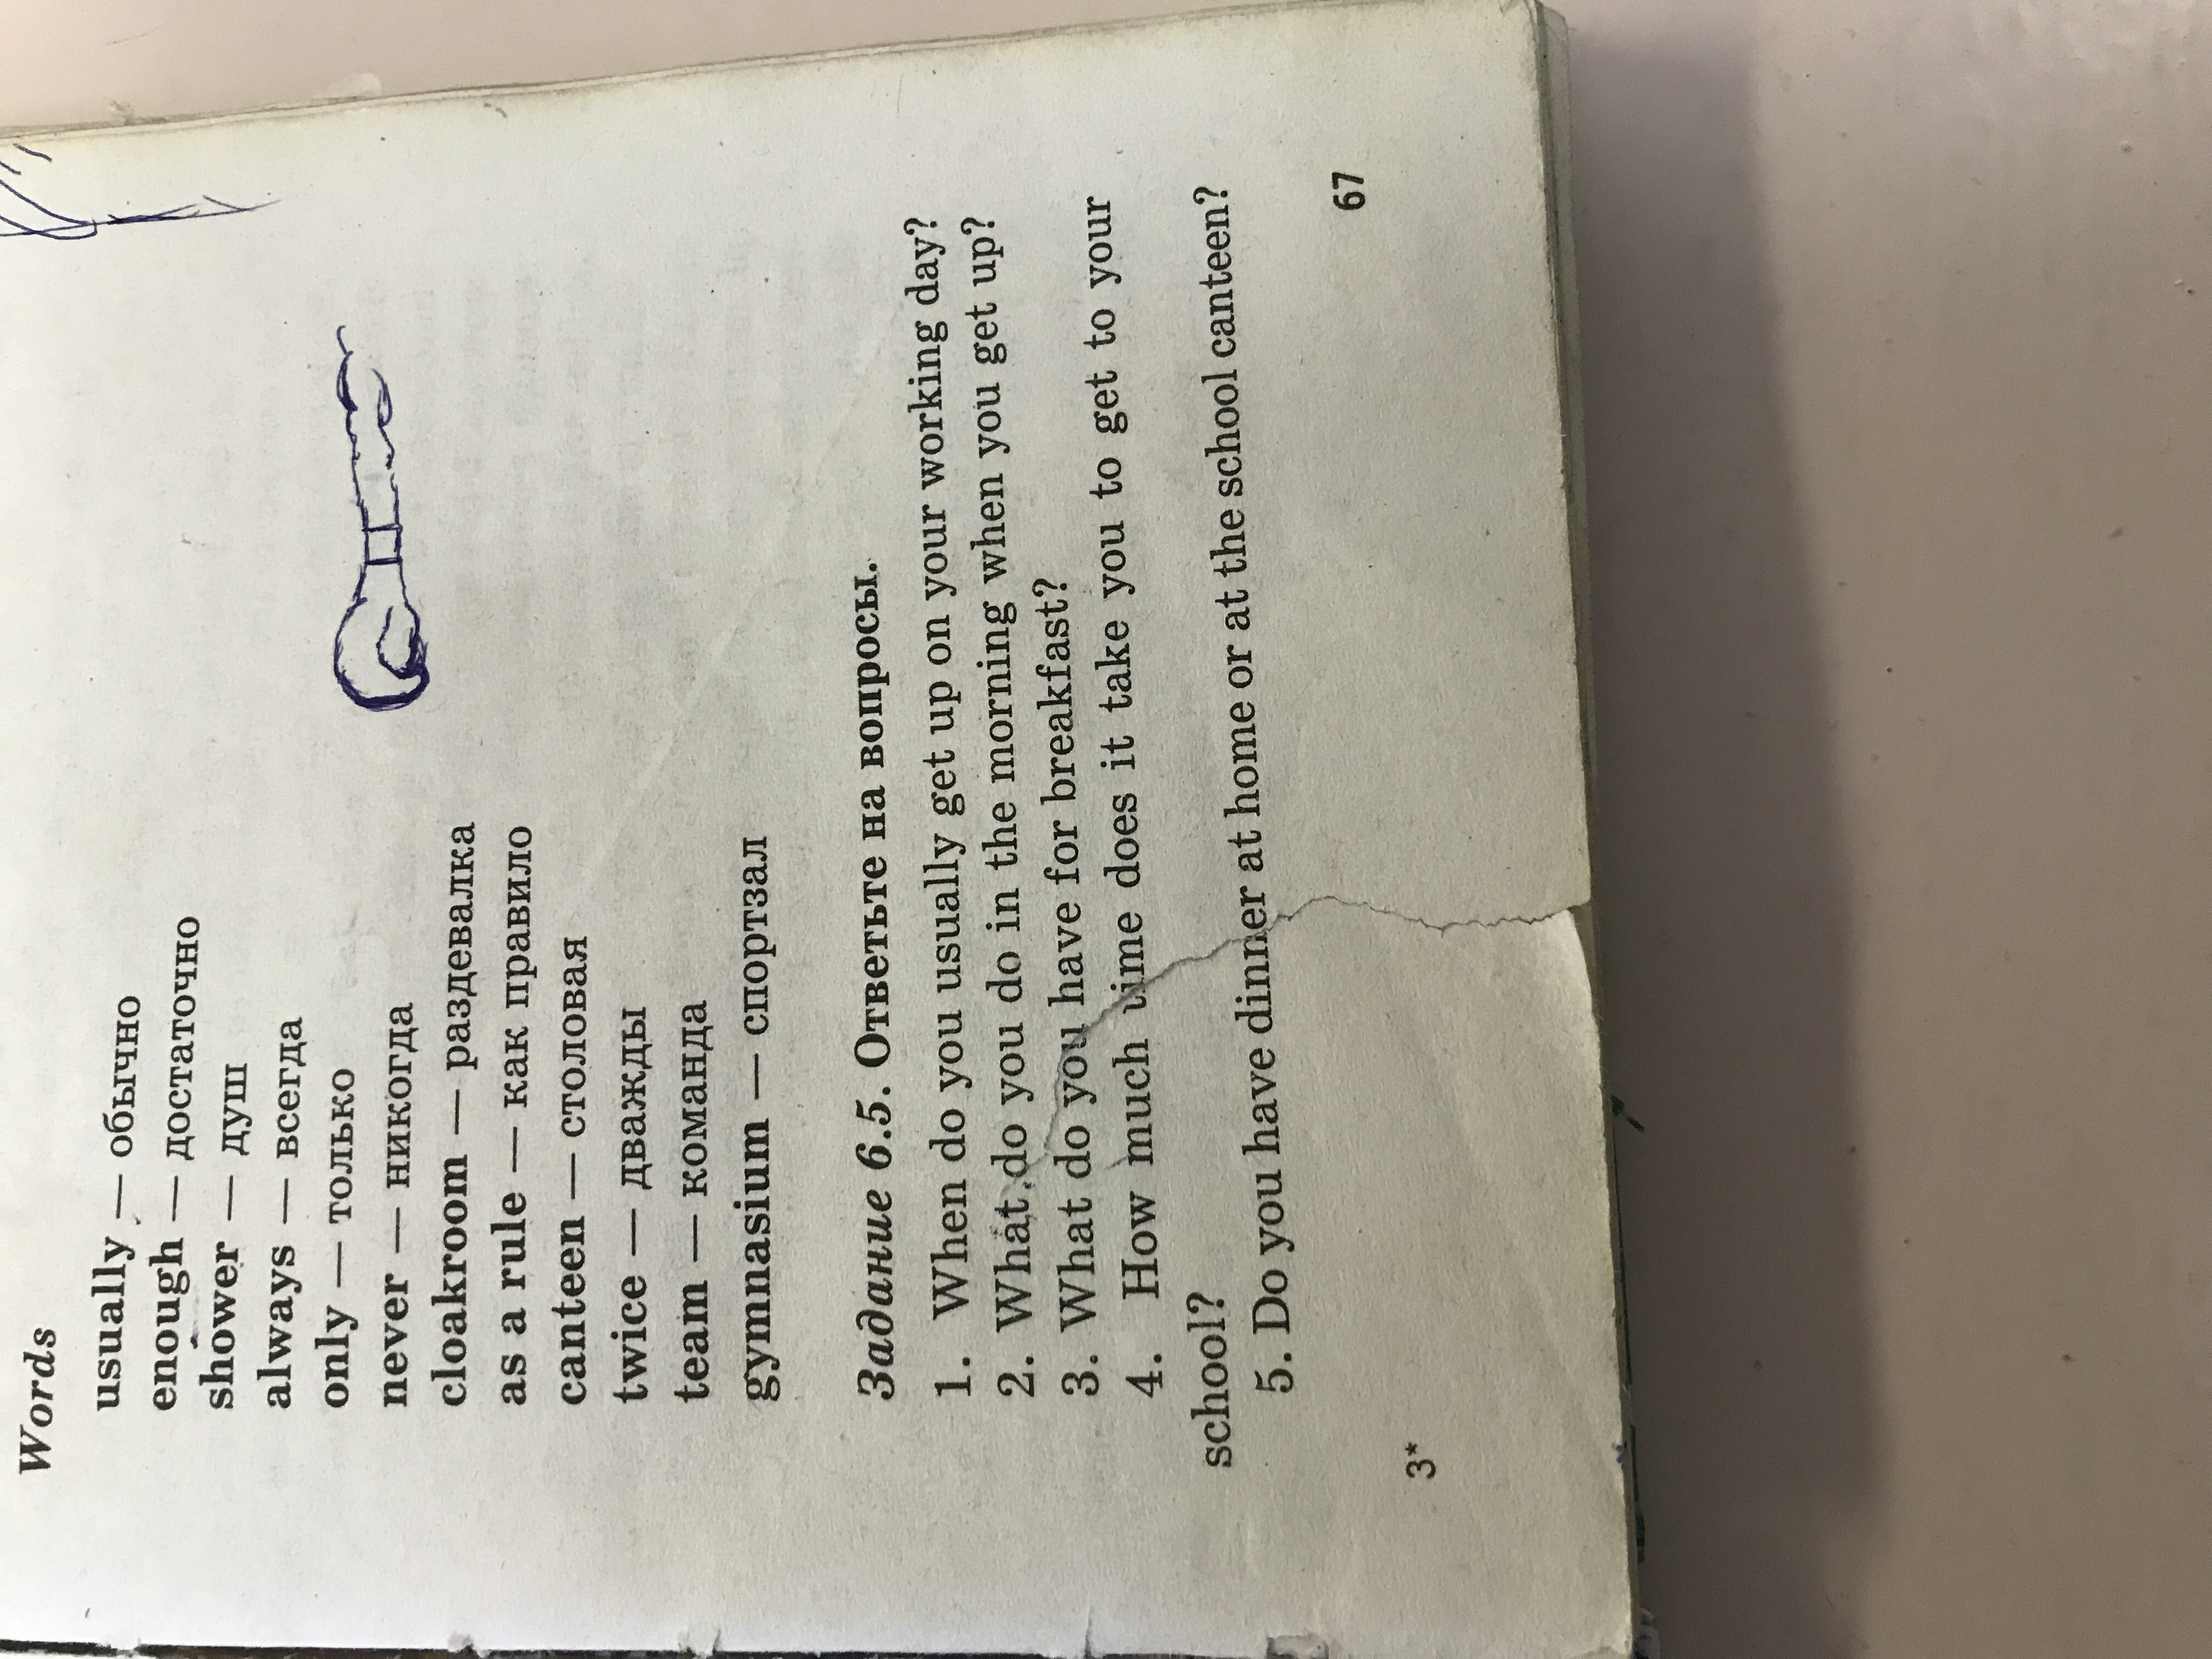 Words
usually — обычно
enough — достаточно
shower — душ
always — всегда
only — только
never — никогда
cloakroom — раздевалка
as a rule — как правило
canteen — столовая
twice — дважды
team — команда
gymnasium — спортзал
Задание 6.5. Ответьте на вопросы.
1. When do you usually get up on your working day?
2. What do you do in the morning when you get up?
3. What do you have for breakfast?
4. How much time does it take you to get to your
school?
5. Do you have dinner at home or at the school canteen?
3*
67